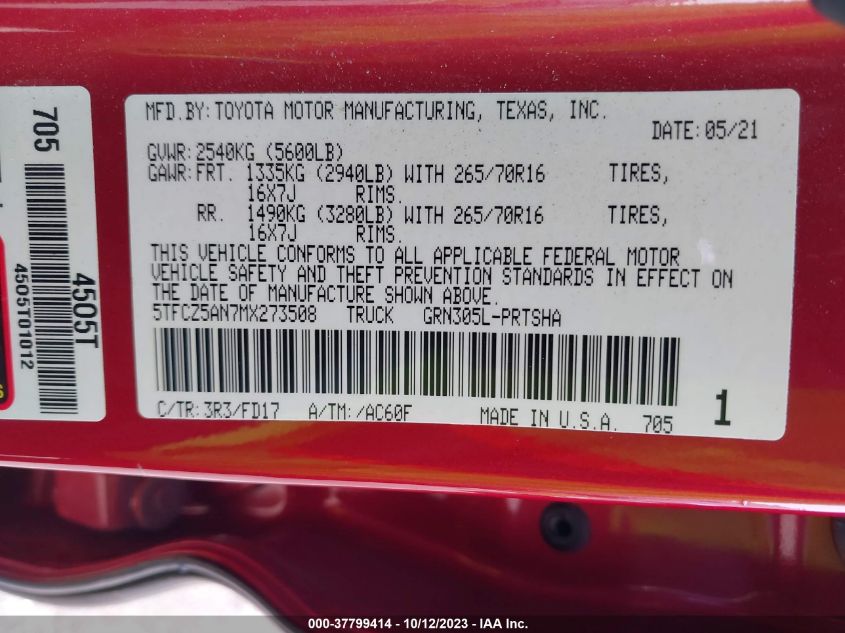 705
4505T
4505T01012
MFD.BY:TOYOTA MOTOR MANUFACTURING, TEXAS, INC.
DATE:05/21
GVWR:2540KG (5600LB)
GAWR:FRT. 1335KG (2940LB) WITH 265/70R16 TIRES,
16X7J RIMS.
RR. 1490KG (3280LB) WITH 265/70R16 TIRES,
16X7J RIMS.
THIS VEHICLE CONFORMS TO ALL APPLICABLE FEDERAL MOTOR
VEHICLE SAFETY AND THEFT PREVENTION STANDARDS IN EFFECT ON
THE DATE OF MANUFACTURE SHOWN ABOVE.
5TFCZ5AN7MX273508 TRUCK GRN305L-PRTSHA
C/TR:3R3/FD17 A/TM:/AC60F MADE IN U.S.A. 705
1
000-37799414 - 10/12/2023 - IAA Inc.